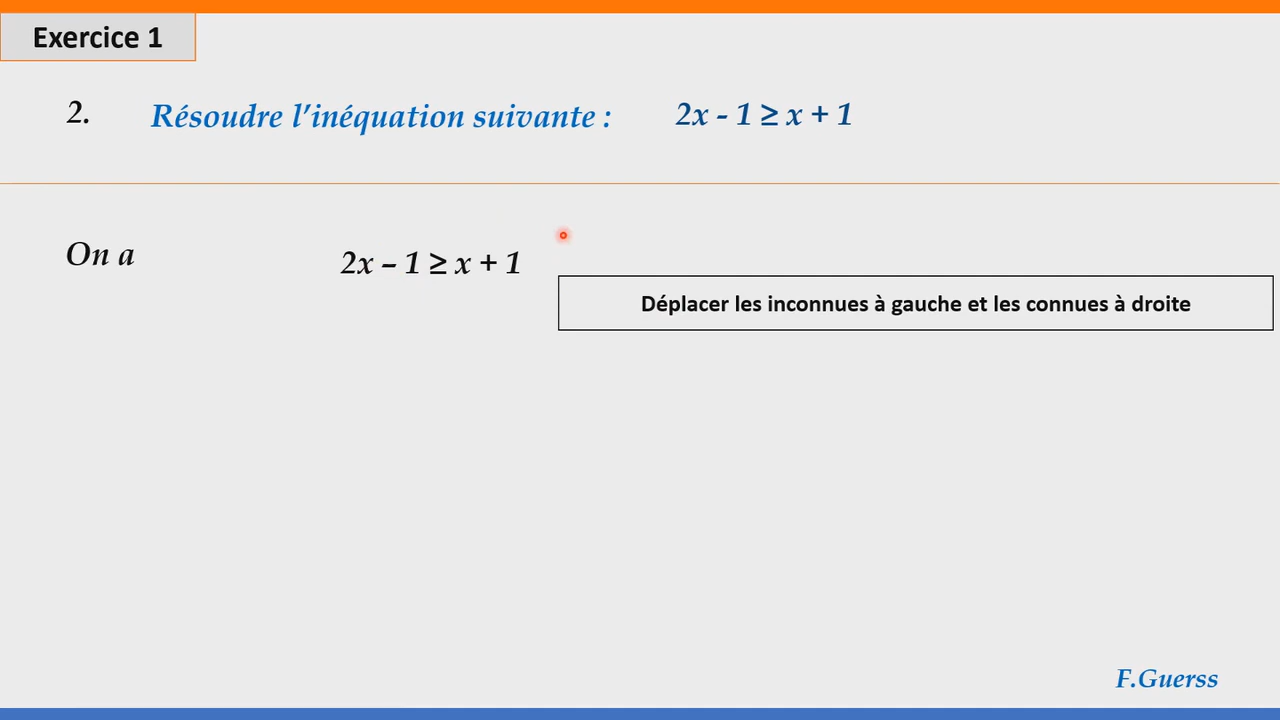 Exercice 1
2. Résoudre l’inéquation suivante : 2x - 1 ≥ x + 1
On a 2x – 1 ≥ x + 1
Déplacer les inconnues à gauche et les connues à droite
F.Guerss